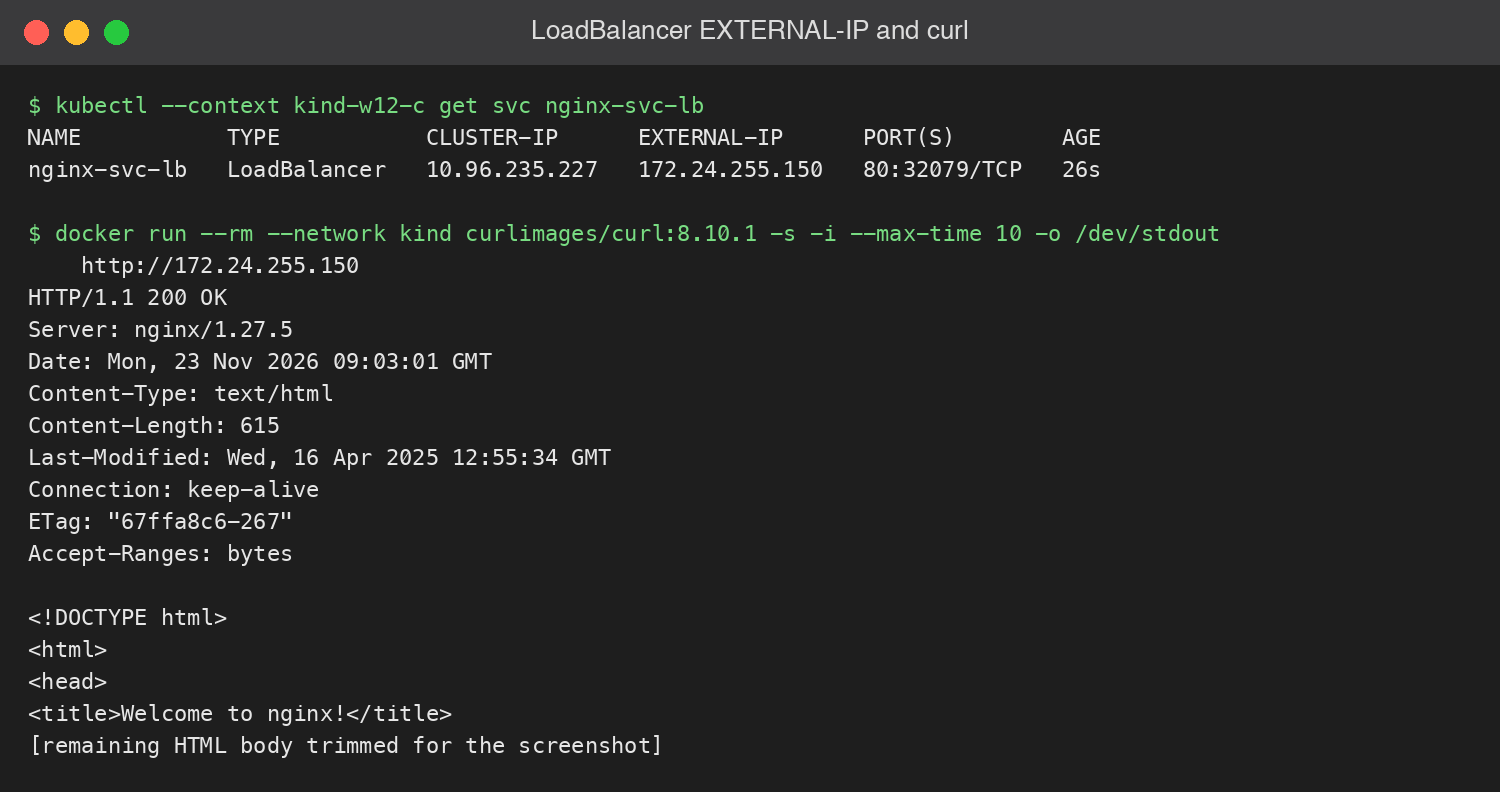 LoadBalancer EXTERNAL-IP and curl
$ kubectl --context kind-w12-c get svc nginx-svc-lb
NAME           TYPE           CLUSTER-IP      EXTERNAL-IP      PORT(S)        AGE
nginx-svc-lb   LoadBalancer   10.96.235.227   172.24.255.150   80:32079/TCP   26s
$ docker run --rm --network kind curlimages/curl:8.10.1 -s -i --max-time 10 -o /dev/stdout
    http://172.24.255.150
HTTP/1.1 200 OK
Server: nginx/1.27.5
Date: Mon, 23 Nov 2026 09:03:01 GMT
Content-Type: text/html
Content-Length: 615
Last-Modified: Wed, 16 Apr 2025 12:55:34 GMT
Connection: keep-alive
ETag: "67ffa8c6-267"
Accept-Ranges: bytes
<!DOCTYPE html>
<html>
<head>
<title>Welcome to nginx!</title>
[remaining HTML body trimmed for the screenshot]